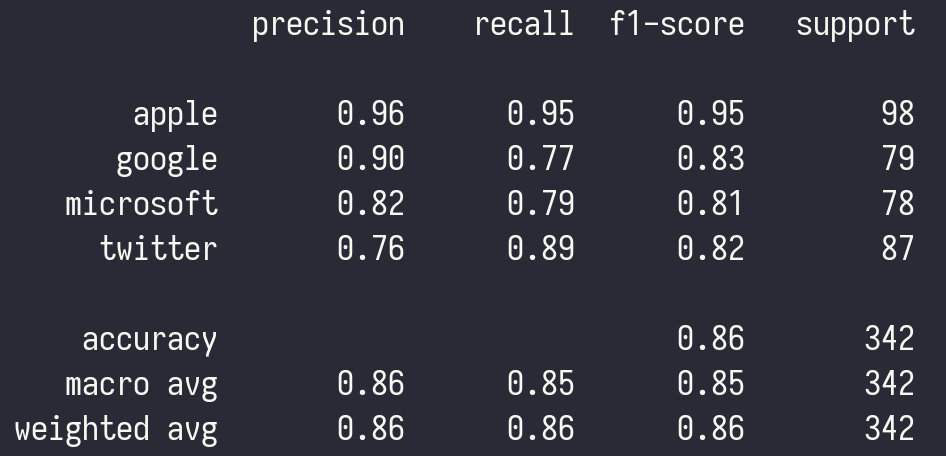 precision recall f1-score support
apple 0.96 0.95 0.95 98
google 0.90 0.77 0.83 79
microsoft 0.82 0.79 0.81 78
twitter 0.76 0.89 0.82 87
accuracy 0.86 342
macro avg 0.86 0.85 0.85 342
weighted avg 0.86 0.86 0.86 342